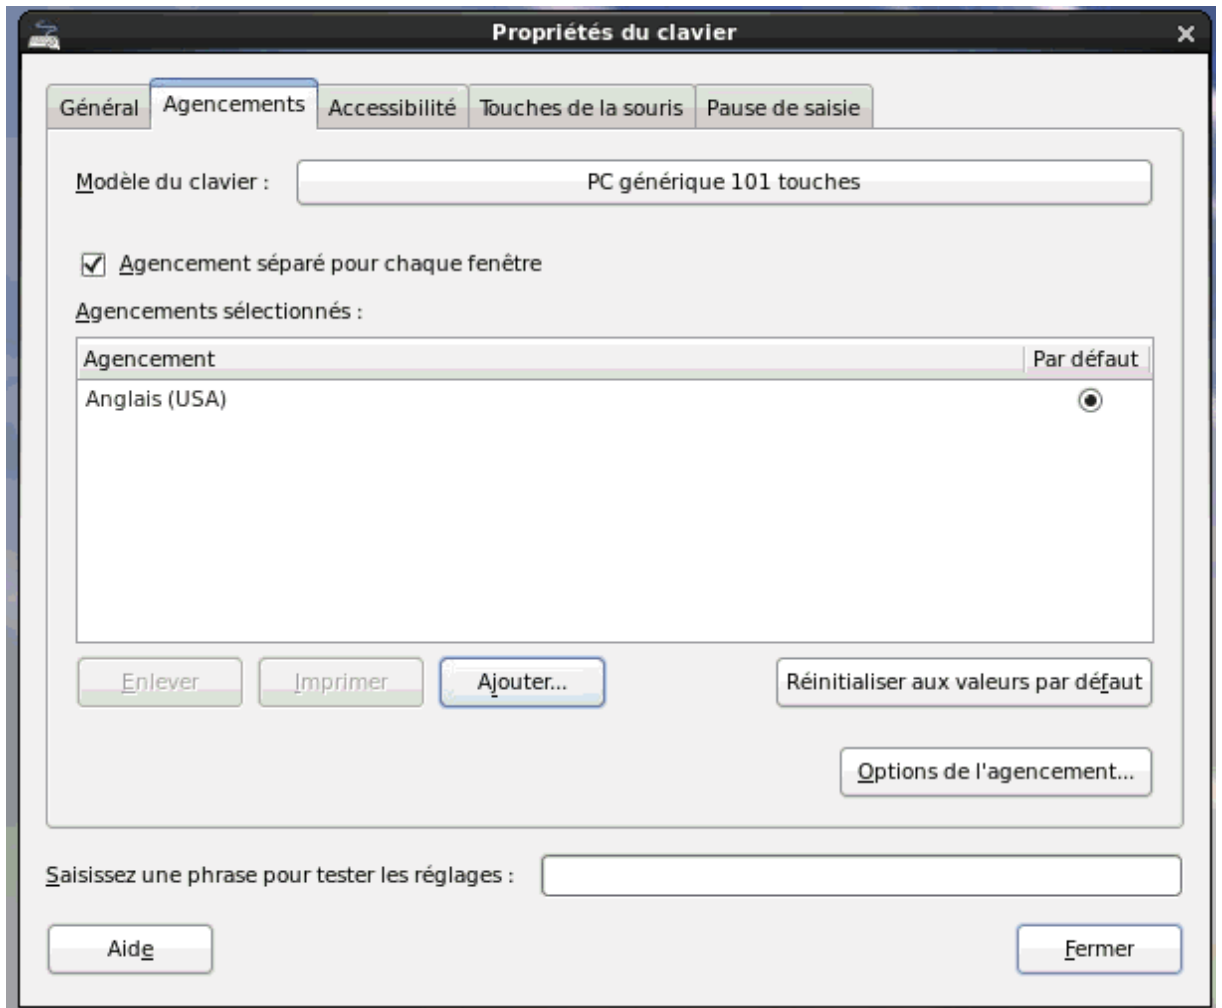 Propriétés du clavier
Général Agencements Accessibilité Touches de la souris Pause de saisie
Modèle du clavier : PC générique 101 touches
Agencement séparé pour chaque fenêtre
Agencements sélectionnés :
Agencement Par défaut
Anglais (USA)
Enlever Imprimer Ajouter... Réinitialiser aux valeurs par défaut
Options de l'agencement...
Saisissez une phrase pour tester les réglages :
Aide Fermer